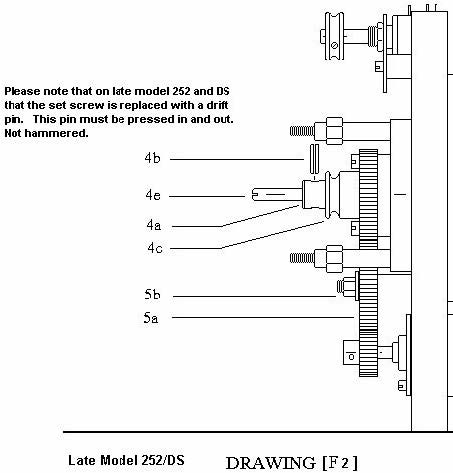 Please note that on late model 252 and DS
that the set screw is replaced with a drift
pin. This pin must be pressed in and out.
Not hammered.
4b
4e
4a
4c
5b
5a
Late Model 252/DS DRAWING [F2]